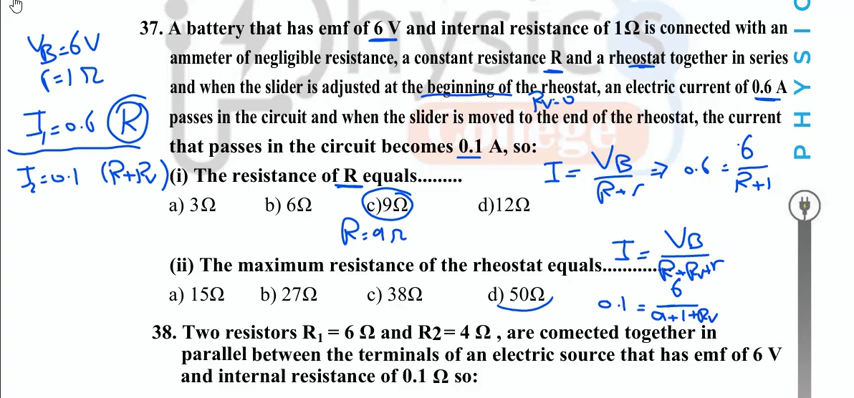 37. A battery that has emf of 6 V and internal resistance of 1Ω is connected with an
ammeter of negligible resistance, a constant resistance R and a rheostat together in series
and when the slider is adjusted at the beginning of the rheostat, an electric current of 0.6 A
passes in the circuit and when the slider is moved to the end of the rheostat, the current
that passes in the circuit becomes 0.1 A, so:
VB=6V
r=1Ω
I1=0.6 R
I2=0.1 (R+Rv)
Rv=0
(i) The resistance of R equals.........
I = VB/R+r ⇒ 0.6 = 6/R+1
a) 3Ω b) 6Ω c)9Ω d)12Ω
R=9Ω
(ii) The maximum resistance of the rheostat equals............
I = VB/R+Rv+r
a) 15Ω b) 27Ω c) 38Ω d) 50Ω
0.1 = 6/9+1+Rv
38. Two resistors R1 = 6 Ω and R2= 4 Ω , are comected together in
parallel between the terminals of an electric source that has emf of 6 V
and internal resistance of 0.1 Ω so:
PHYSIC